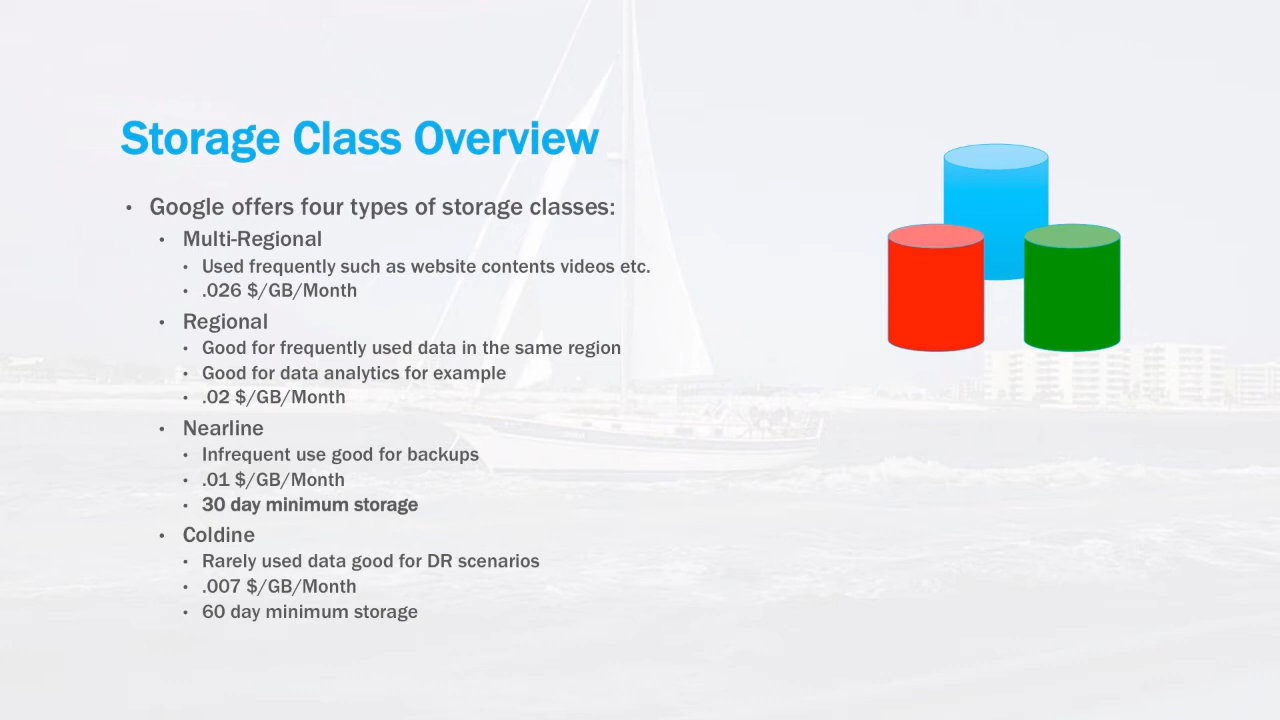 Storage Class Overview
• Google offers four types of storage classes:
• Multi-Regional
• Used frequently such as website contents videos etc.
• .026 $/GB/Month
• Regional
• Good for frequently used data in the same region
• Good for data analytics for example
• .02 $/GB/Month
• Nearline
• Infrequent use good for backups
• .01 $/GB/Month
• 30 day minimum storage
• Coldine
• Rarely used data good for DR scenarios
• .007 $/GB/Month
• 60 day minimum storage